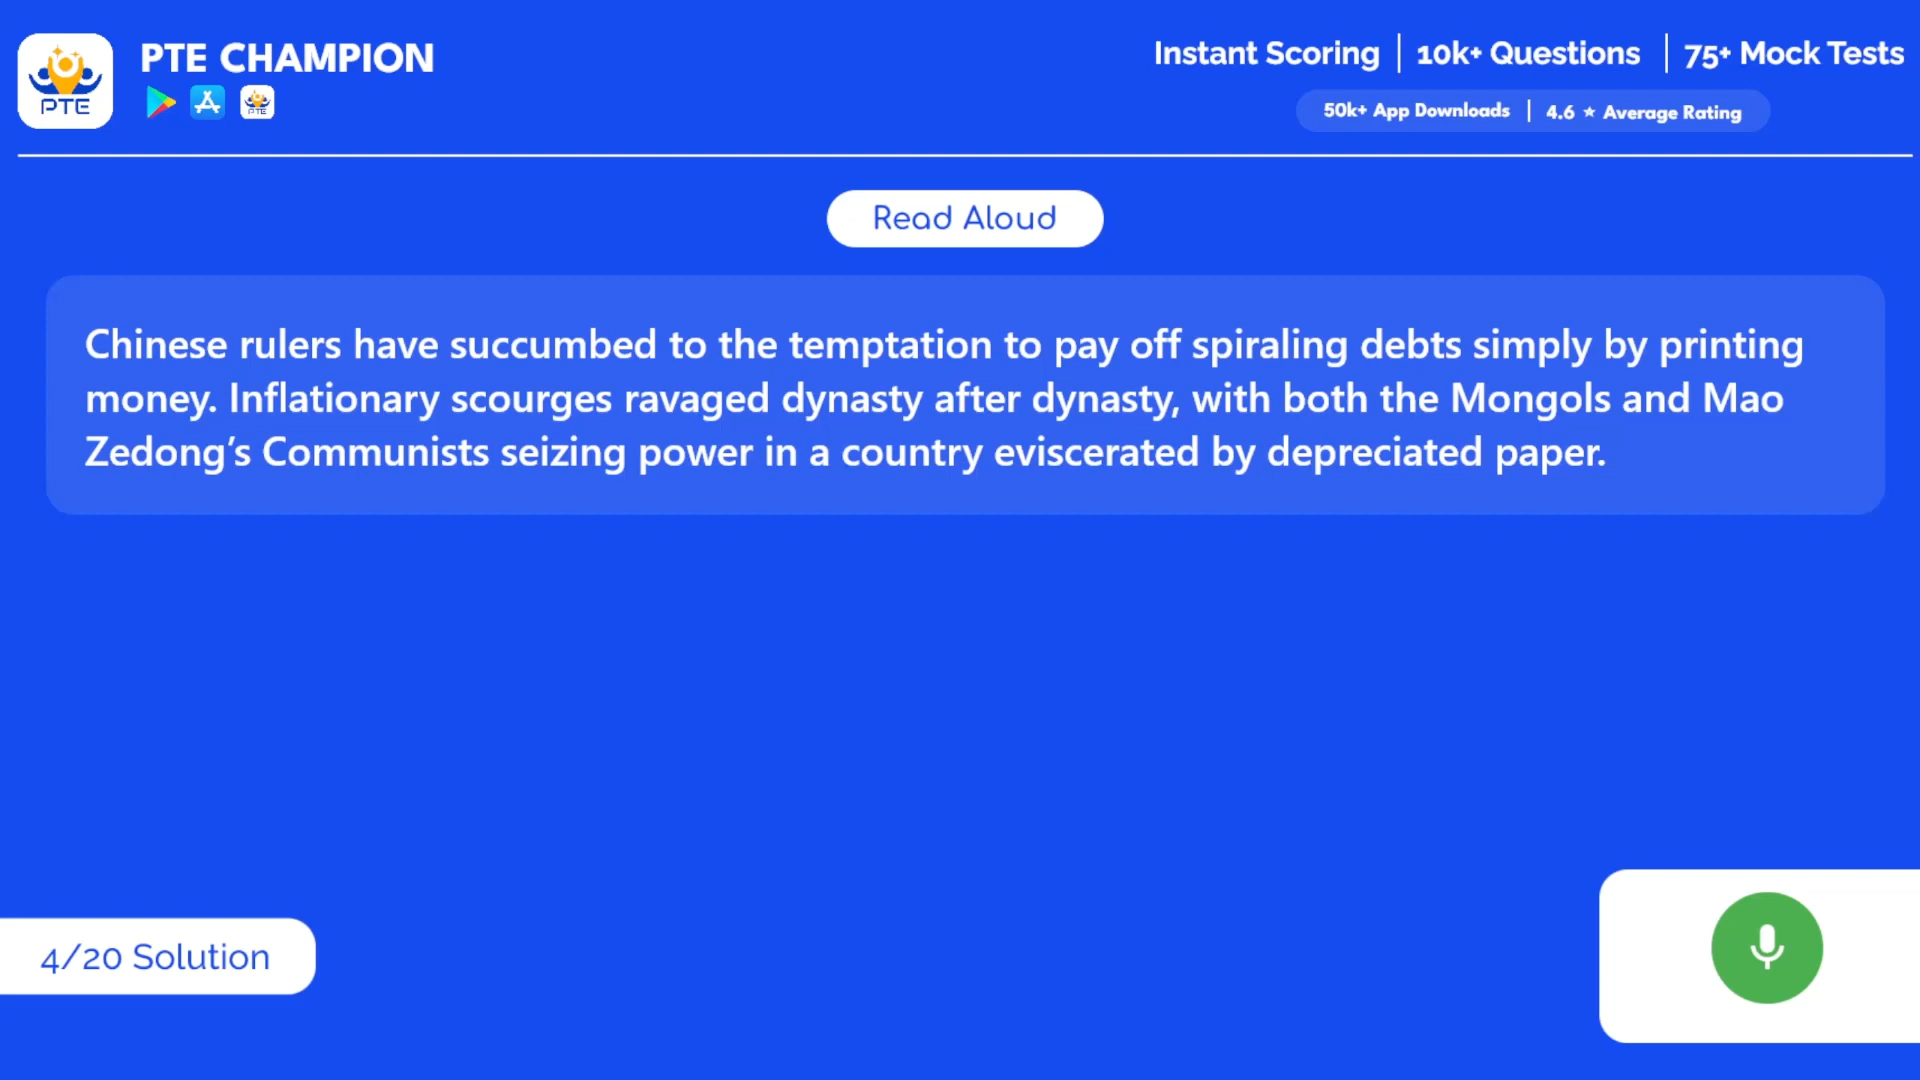 PTE CHAMPION
PTE
PTE
Instant Scoring | 10k+ Questions | 75+ Mock Tests
50k+ App Downloads | 4.6 ★ Average Rating
Read Aloud
Chinese rulers have succumbed to the temptation to pay off spiraling debts simply by printing
money. Inflationary scourges ravaged dynasty after dynasty, with both the Mongols and Mao
Zedong’s Communists seizing power in a country eviscerated by depreciated paper.
4/20 Solution